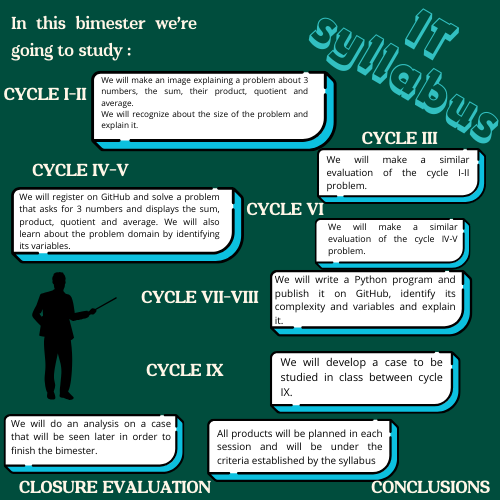 In this bimester we're
going to study :
IT
syllabus
CYCLE I-II
We will make an image explaining a problem about 3
numbers, the sum, their product, quotient and
average.
We will recognize about the size of the problem and
explain it.
CYCLE III
We will make a similar
evaluation of the cycle I-II
problem.
CYCLE IV-V
We will register on GitHub and solve a problem
that asks for 3 numbers and displays the sum,
product, quotient and average. We will also
learn about the problem domain by identifying
its variables.
CYCLE VI
We will make a similar
evaluation of the cycle IV-V
problem.
CYCLE VII-VIII
We will write a Python program and
publish it on GitHub, identify its
complexity and variables and explain
it.
CYCLE IX
We will develop a case to be
studied in class between cycle
IX.
We will do an analysis on a case
that will be seen later in order to
finish the bimester.
CLOSURE EVALUATION
All products will be planned in each
session and will be under the
criteria established by the syllabus
CONCLUSIONS